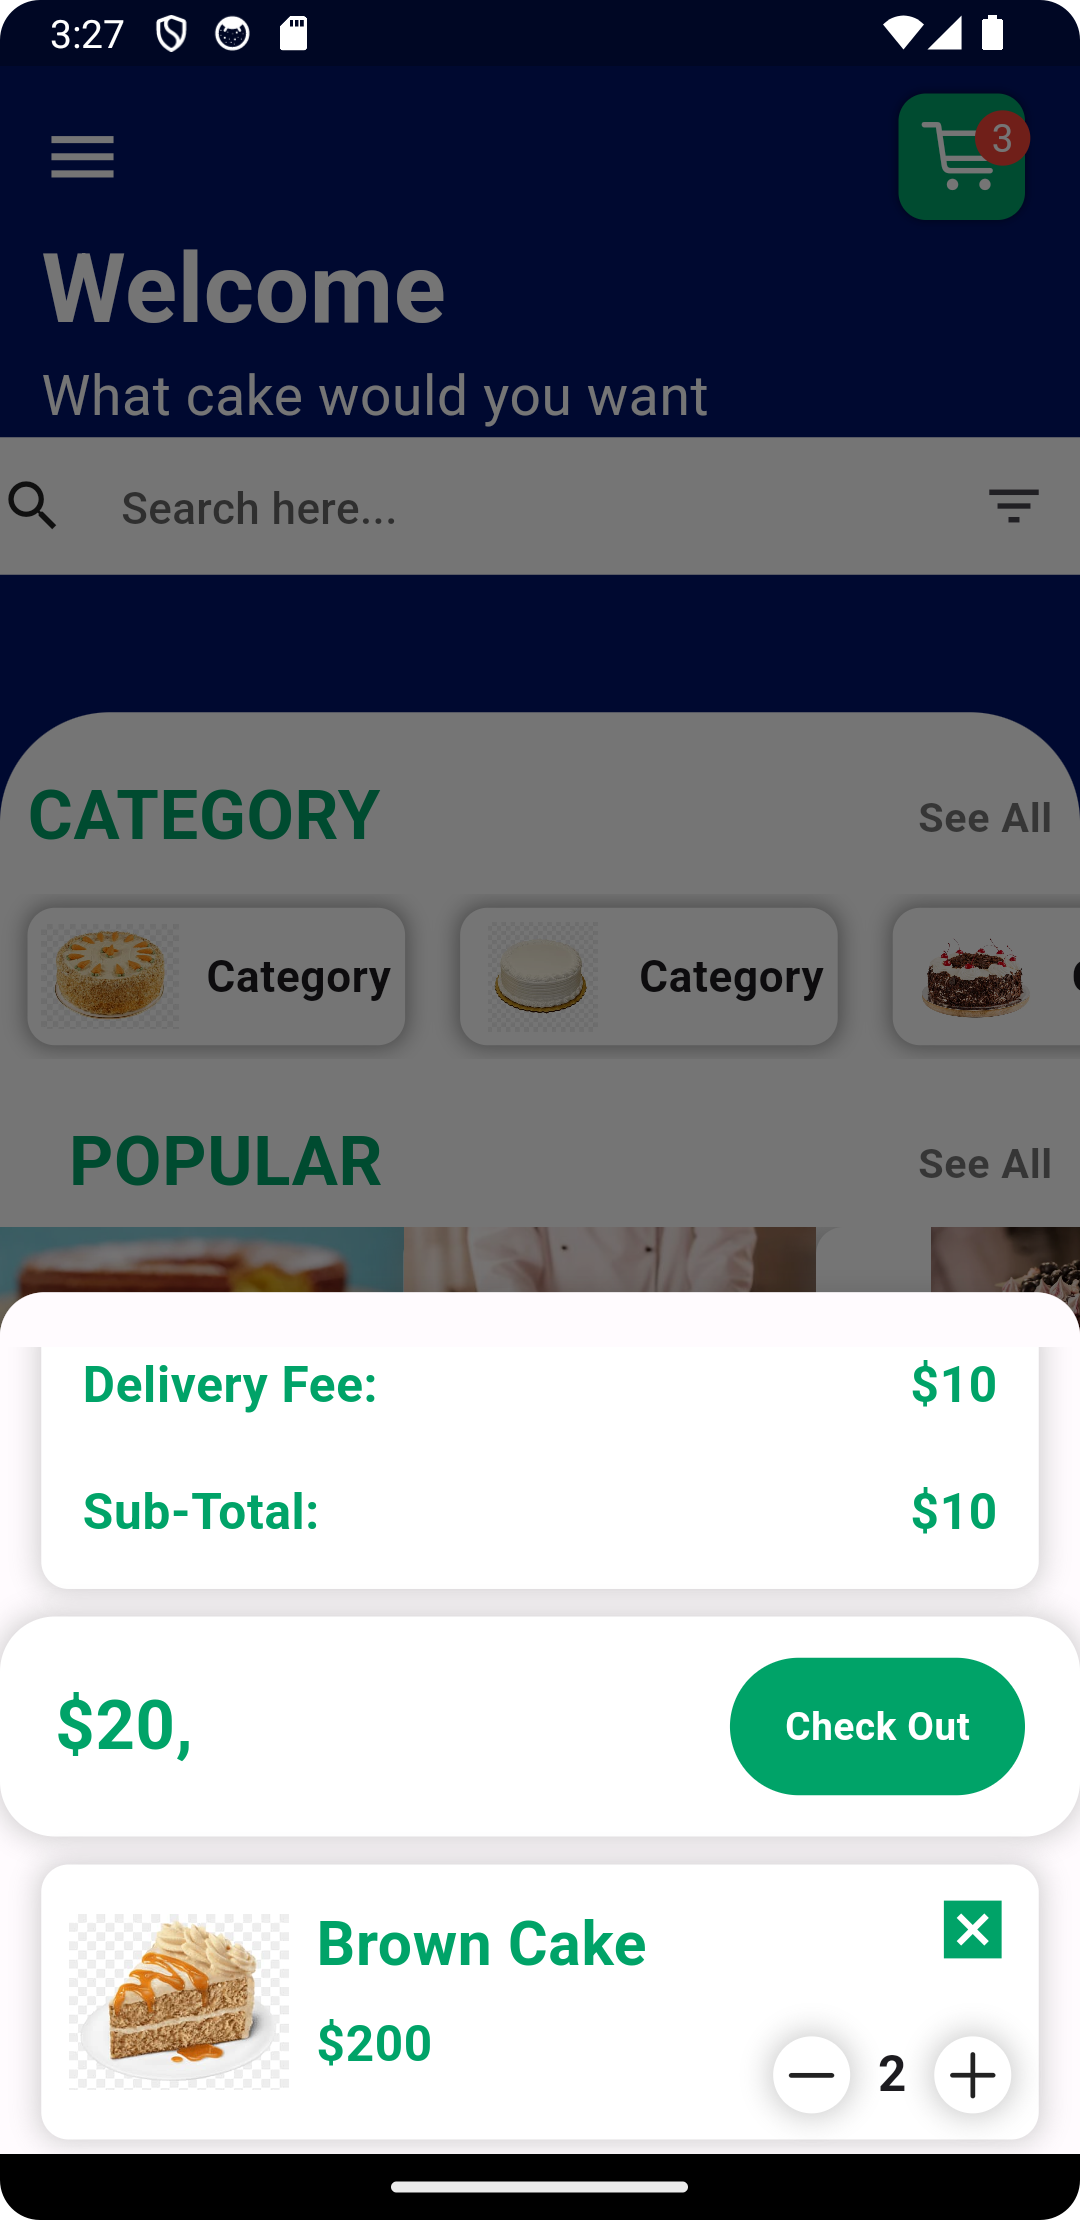 3:27
3
Welcome
What cake would you want
Search here...
CATEGORY
See All
Category
Category
POPULAR
See All
Delivery Fee:
$10
Sub-Total:
$10
$20,
Check Out
Brown Cake
$200
2